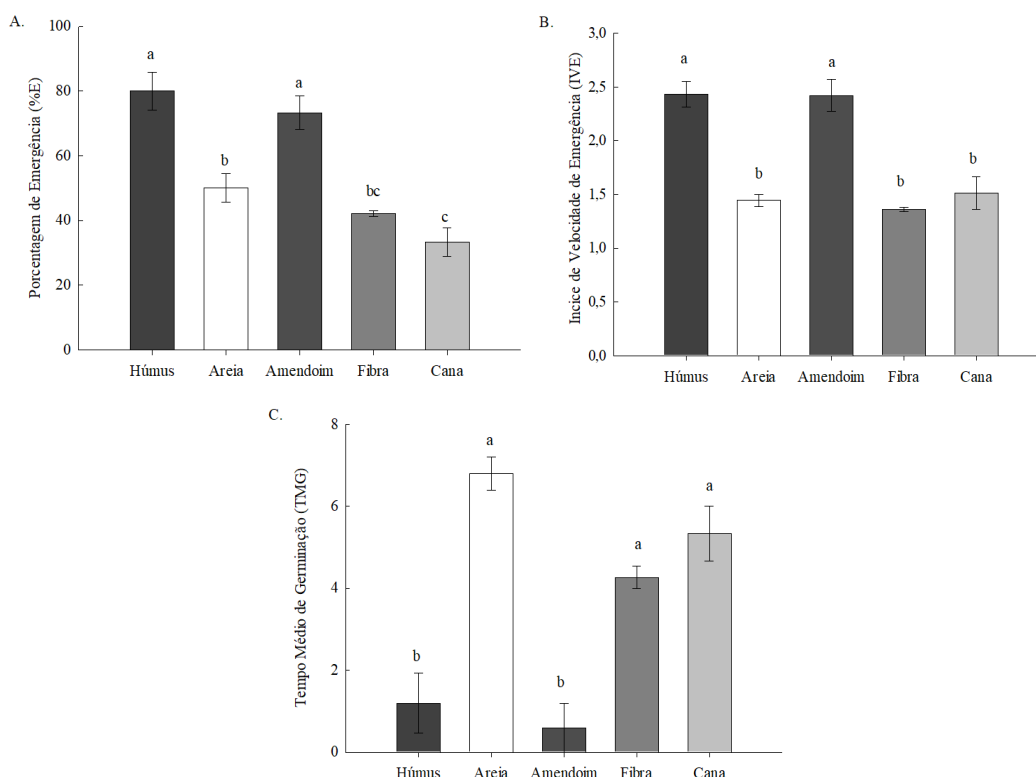 A.
Porcentagem de Emergência (%E)
100
80
60
40
20
0
a
b
a
bc
c
Húmus Areia Amendoim Fibra Cana
B.
Incice de Velocidade de Emergência (IVE)
3,0
2,5
2,0
1,5
1,0
0,5
0,0
a
b
a
b
b
Húmus Areia Amendoim Fibra Cana
C.
Tempo Médio de Germinação (TMG)
8
6
4
2
0
b
a
b
a
a
Húmus Areia Amendoim Fibra Cana